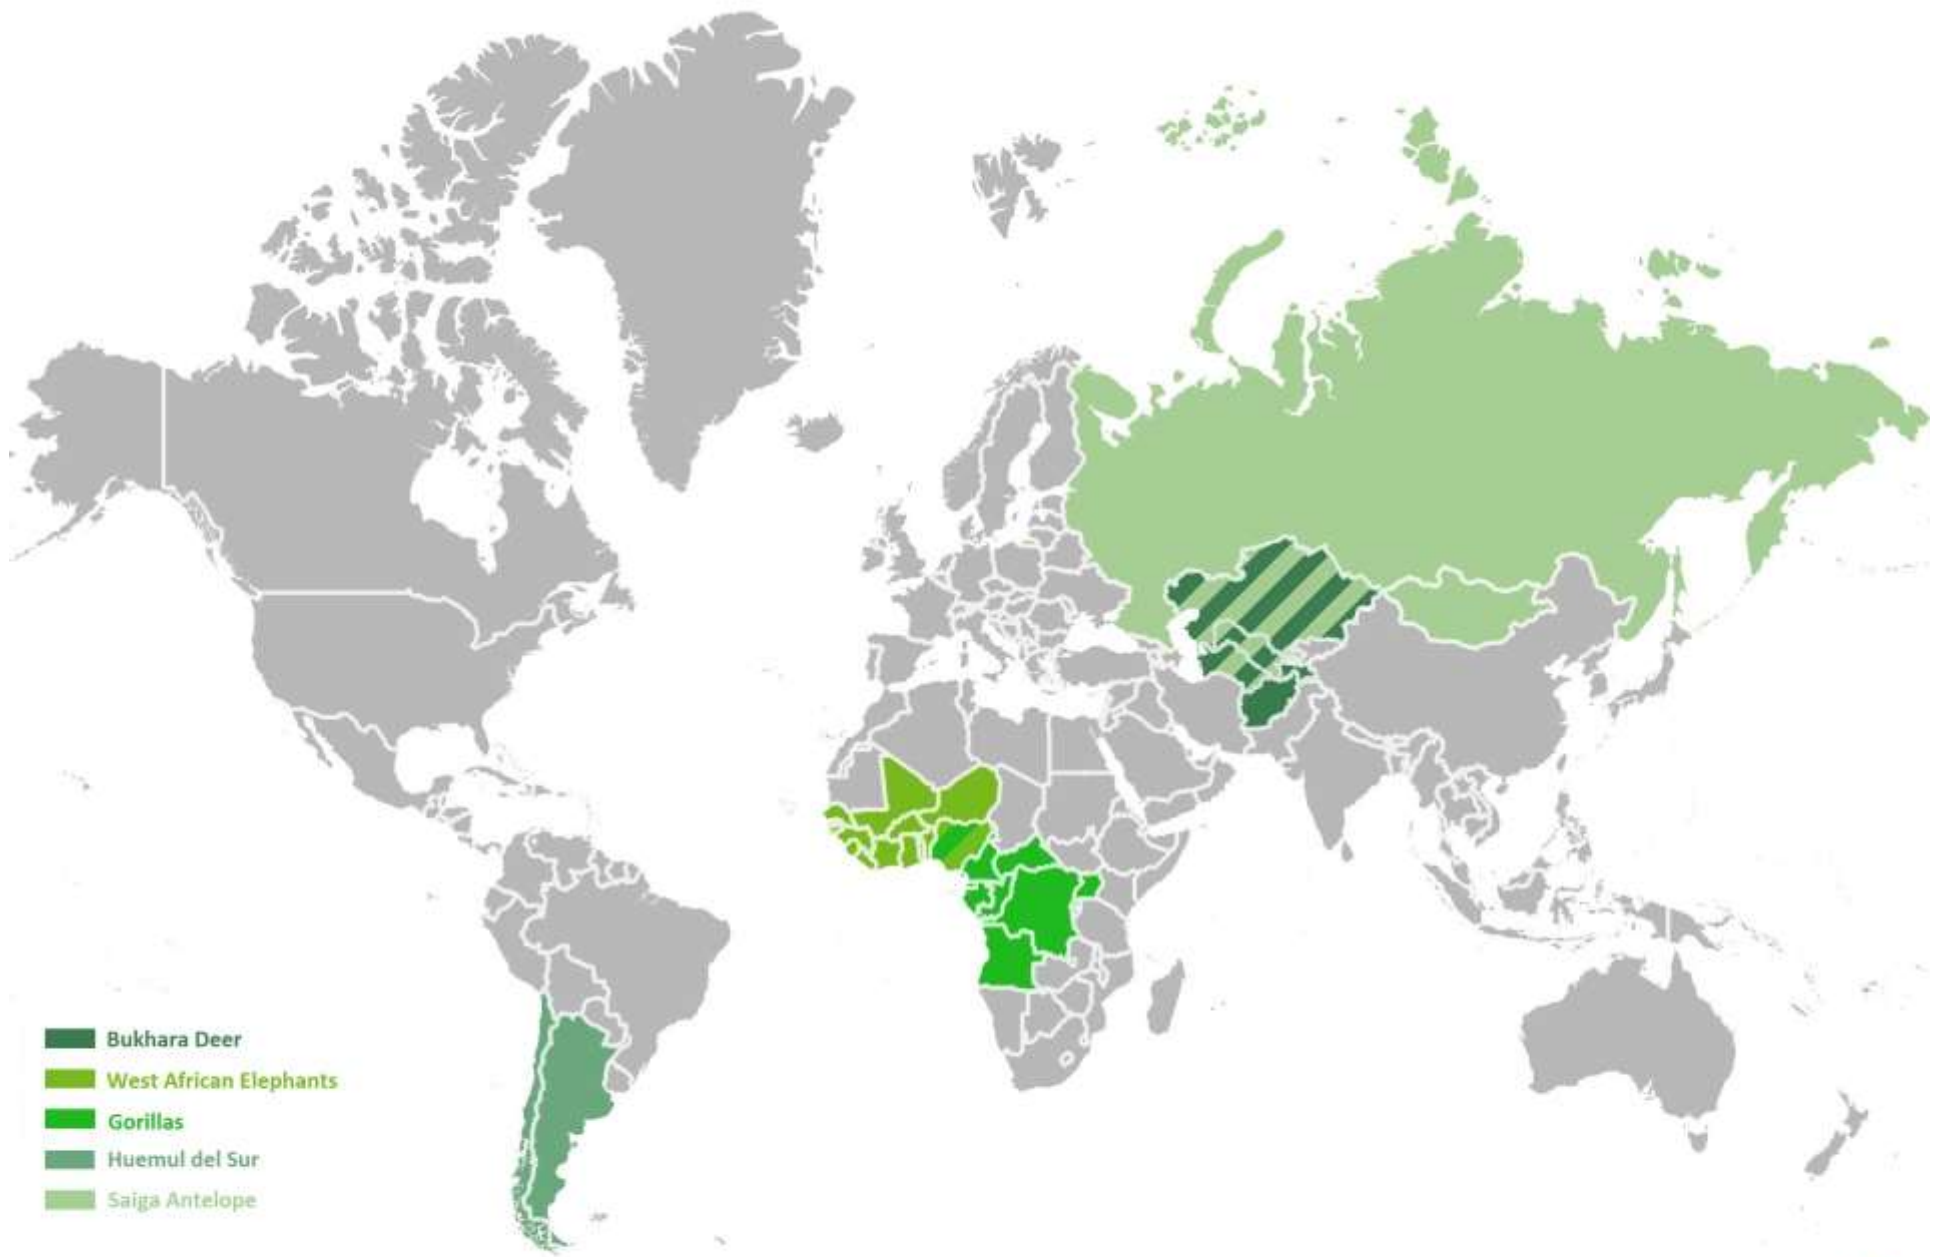 Bukhara Deer
West African Elephants
Gorillas
Huemul del Sur
Saiga Antelope